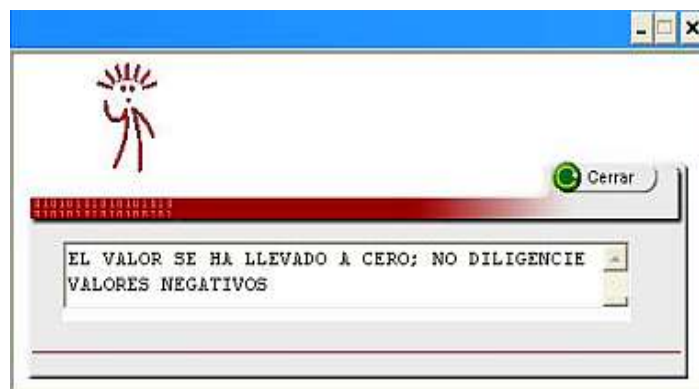 Cerrar
EL VALOR SE HA LLEVADO A CERO; NO DILIGENCIE
VALORES NEGATIVOS